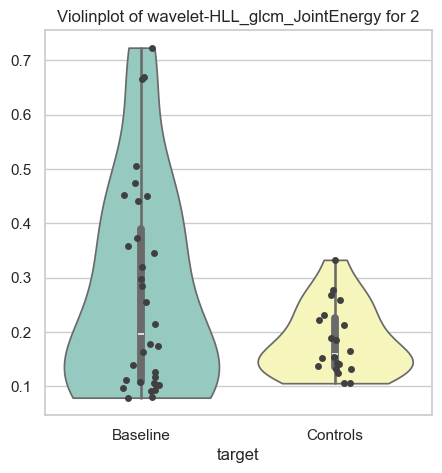 Violinplot of wavelet-HLL_glcm_JointEnergy for 2
0.7
0.6
0.5
0.4
0.3
0.2
0.1
Baseline Controls
target